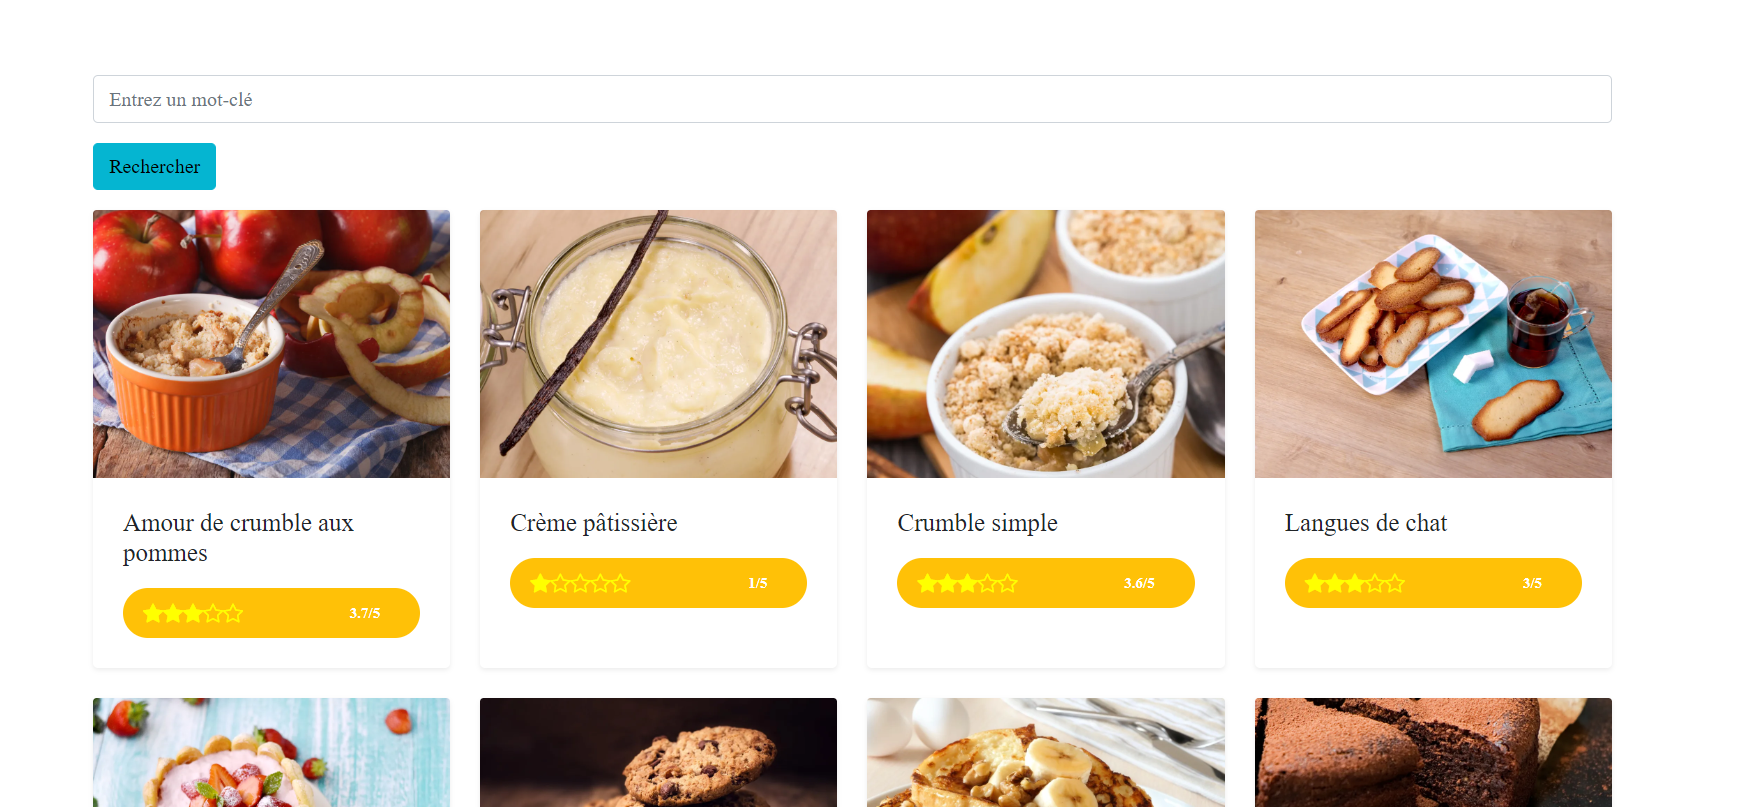 Entrez un mot-clé
Rechercher
Amour de crumble aux
pommes
3.7/5
Crème pâtissière
1/5
Crumble simple
3.6/5
Langues de chat
3/5